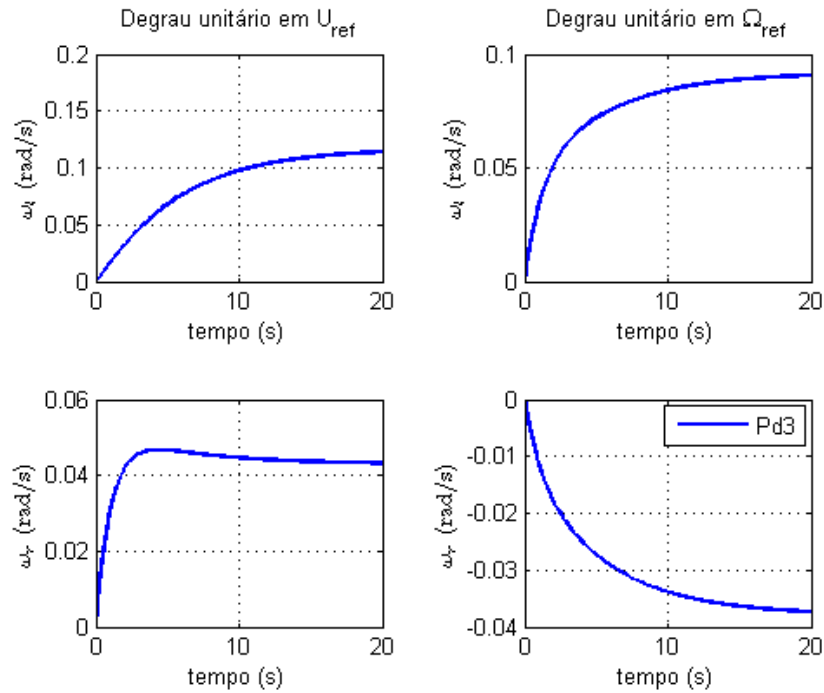 Degrau unitário em U_ref
0.2
0.15
0.1
0.05
0
ω_l (rad/s)
0
10
20
tempo (s)
Degrau unitário em Ω_ref
0.1
0.05
0
ω_l (rad/s)
0
10
20
tempo (s)
0.06
0.04
0.02
0
ω_r (rad/s)
0
10
20
tempo (s)
0
-0.01
-0.02
-0.03
-0.04
ω_r (rad/s)
Pd3
0
10
20
tempo (s)